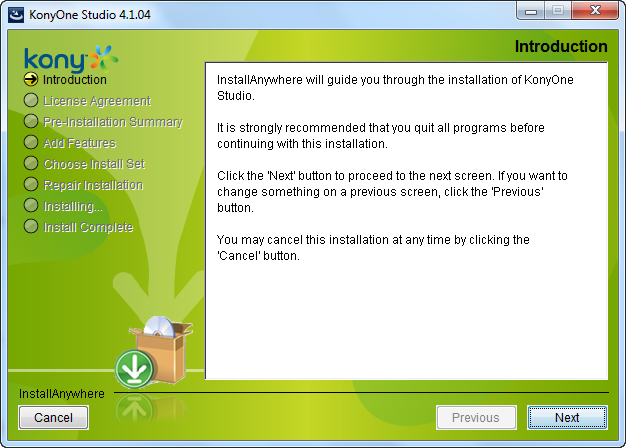 KonyOne Studio 4.1.04
Introduction
kony
Introduction
License Agreement
Pre-Installation Summary
Add Features
Choose Install Set
Repair Installation
Installing...
Install Complete
InstallAnywhere will guide you through the installation of KonyOne
Studio.
It is strongly recommended that you quit all programs before
continuing with this installation.
Click the 'Next' button to proceed to the next screen. If you want to
change something on a previous screen, click the 'Previous'
button.
You may cancel this installation at any time by clicking the
'Cancel' button.
InstallAnywhere
Cancel
Previous
Next